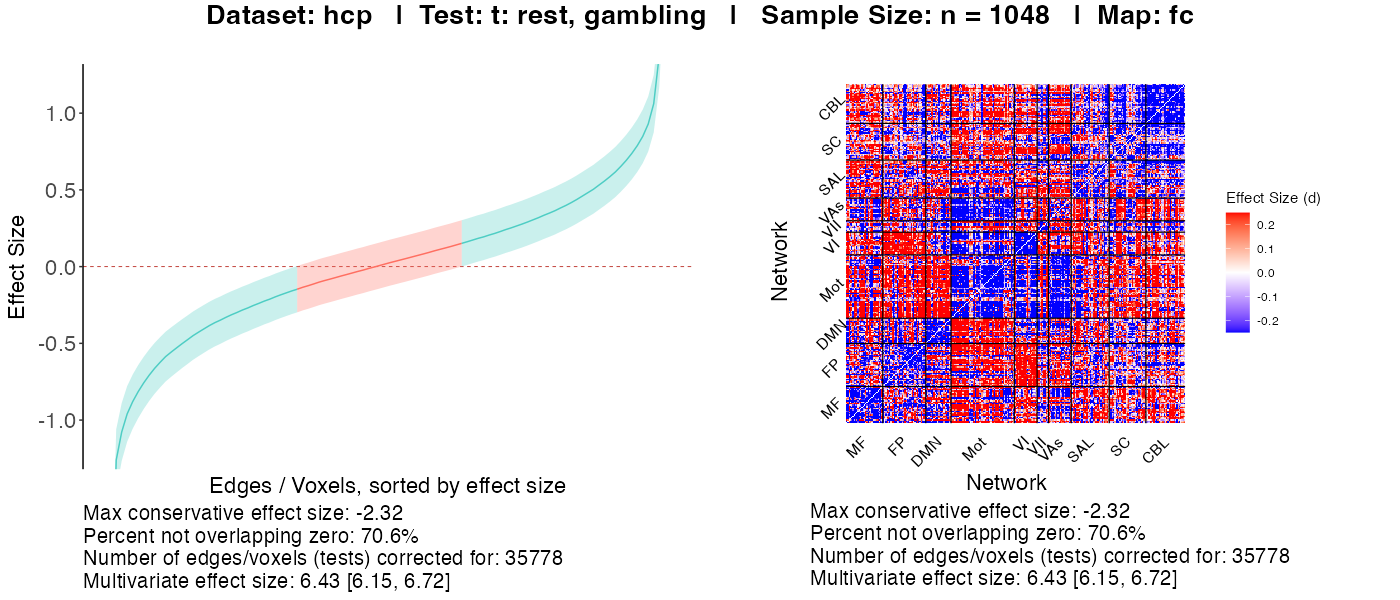 Dataset: hcp | Test: t: rest, gambling | Sample Size: n = 1048 | Map: fc
Effect Size
1.0
0.5
0.0
-0.5
-1.0
Edges / Voxels, sorted by effect size
Max conservative effect size: -2.32
Percent not overlapping zero: 70.6%
Number of edges/voxels (tests) corrected for: 35778
Multivariate effect size: 6.43 [6.15, 6.72]
Network
CBL
SC
SAL
VAs
VII
VI
Mot
DMN
FP
MF
MF
FP
DMN
Mot
VI
VII
VAs
SAL
SC
CBL
Network
Effect Size (d)
0.2
0.1
0.0
-0.1
-0.2
Max conservative effect size: -2.32
Percent not overlapping zero: 70.6%
Number of edges/voxels (tests) corrected for: 35778
Multivariate effect size: 6.43 [6.15, 6.72]